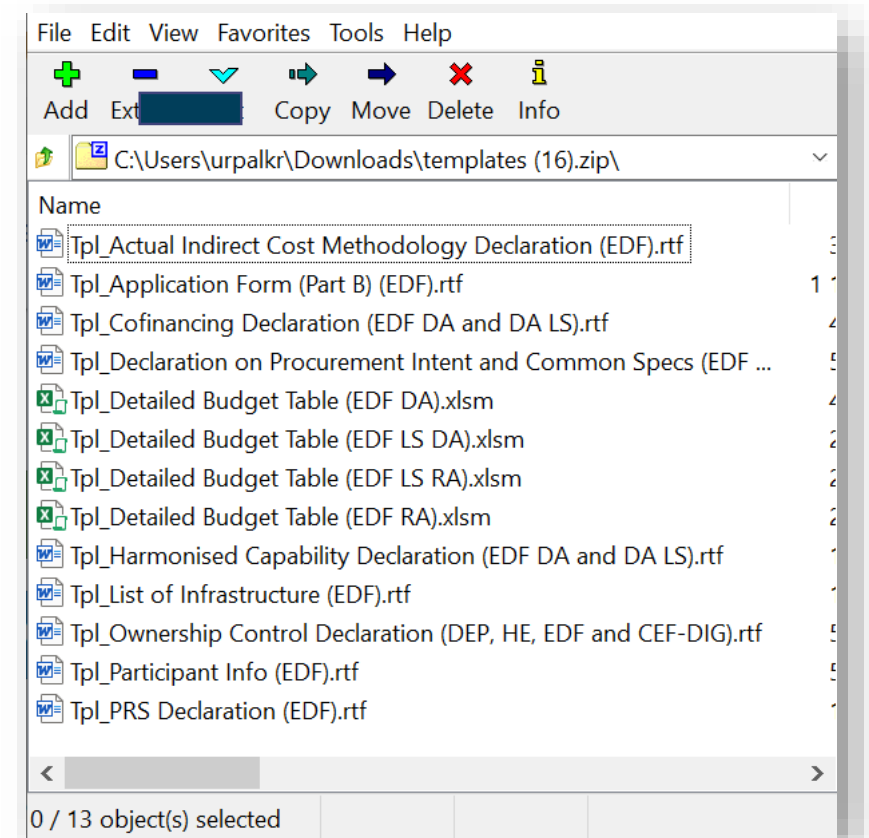 File Edit View Favorites Tools Help
Add Ext Copy Move Delete Info
C:\Users\urpalkr\Downloads\templates (16).zip\
Name
Tpl_Actual Indirect Cost Methodology Declaration (EDF).rtf
Tpl_Application Form (Part B) (EDF).rtf 1 1
Tpl_Cofinancing Declaration (EDF DA and DA LS).rtf
Tpl_Declaration on Procurement Intent and Common Specs (EDF ...
Tpl_Detailed Budget Table (EDF DA).xlsm
Tpl_Detailed Budget Table (EDF LS DA).xlsm
Tpl_Detailed Budget Table (EDF LS RA).xlsm
Tpl_Detailed Budget Table (EDF RA).xlsm
Tpl_Harmonised Capability Declaration (EDF DA and DA LS).rtf
Tpl_List of Infrastructure (EDF).rtf
Tpl_Ownership Control Declaration (DEP, HE, EDF and CEF-DIG).rtf
Tpl_Participant Info (EDF).rtf
Tpl_PRS Declaration (EDF).rtf
0 / 13 object(s) selected